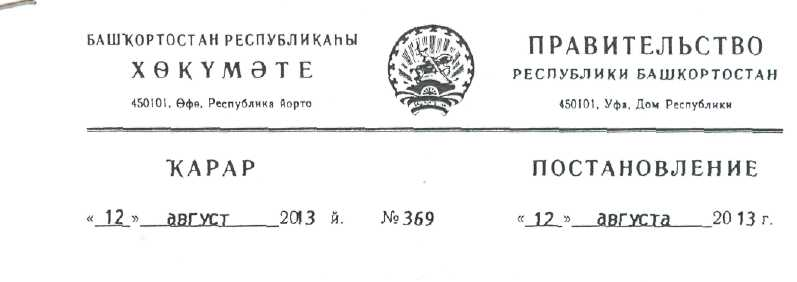 БАШҠОРТОСТАН РЕСПУБЛИКАҺЫ
ХӨКҮМӘТЕ
450101, Өфө, Республика йорто
ПРАВИТЕЛЬСТВО
РЕСПУБЛИКИ БАШКОРТОСТАН
450101, Уфа, Дом Республики
ҠАРАР
ПОСТАНОВЛЕНИЕ
« 12 » август 2013 й. № 369 « 12 » августа 2013 г.